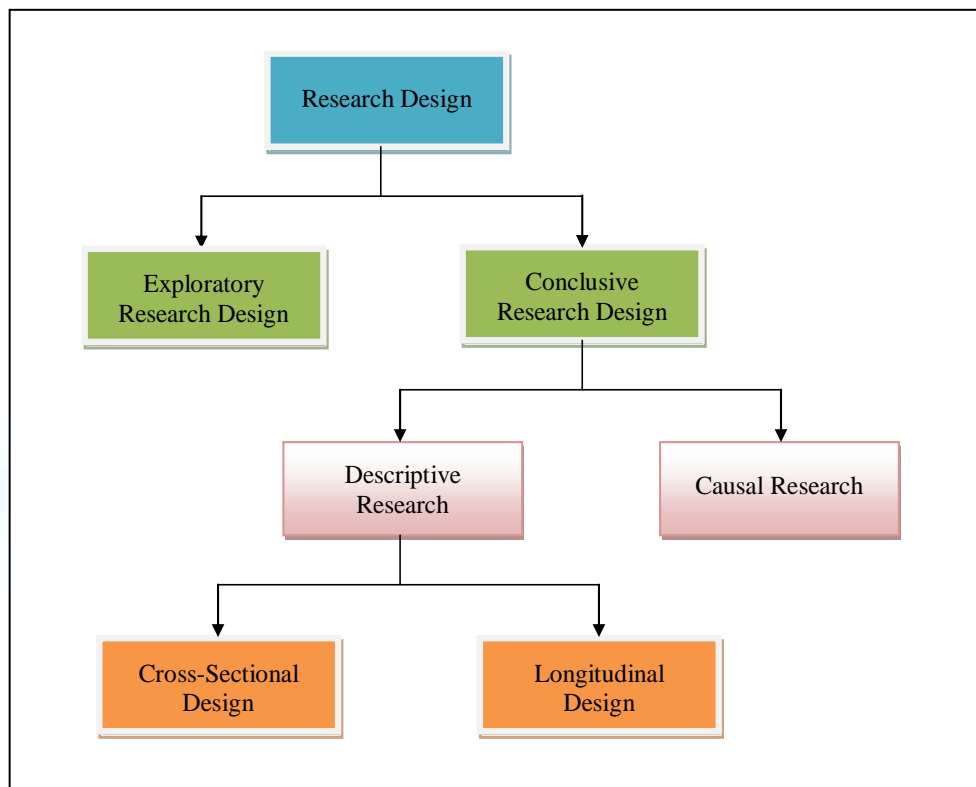 Research Design
Exploratory
Research Design
Conclusive
Research Design
Descriptive
Research
Causal Research
Cross-Sectional
Design
Longitudinal
Design